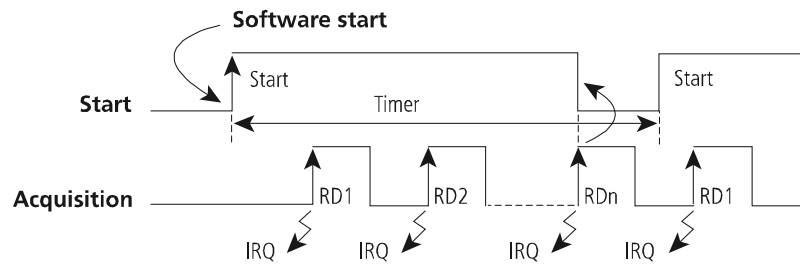 Software start
Start
Start
Start
Timer
Acquisition
RD1
RD2
RDn
RD1
IRQ
IRQ
IRQ
IRQ